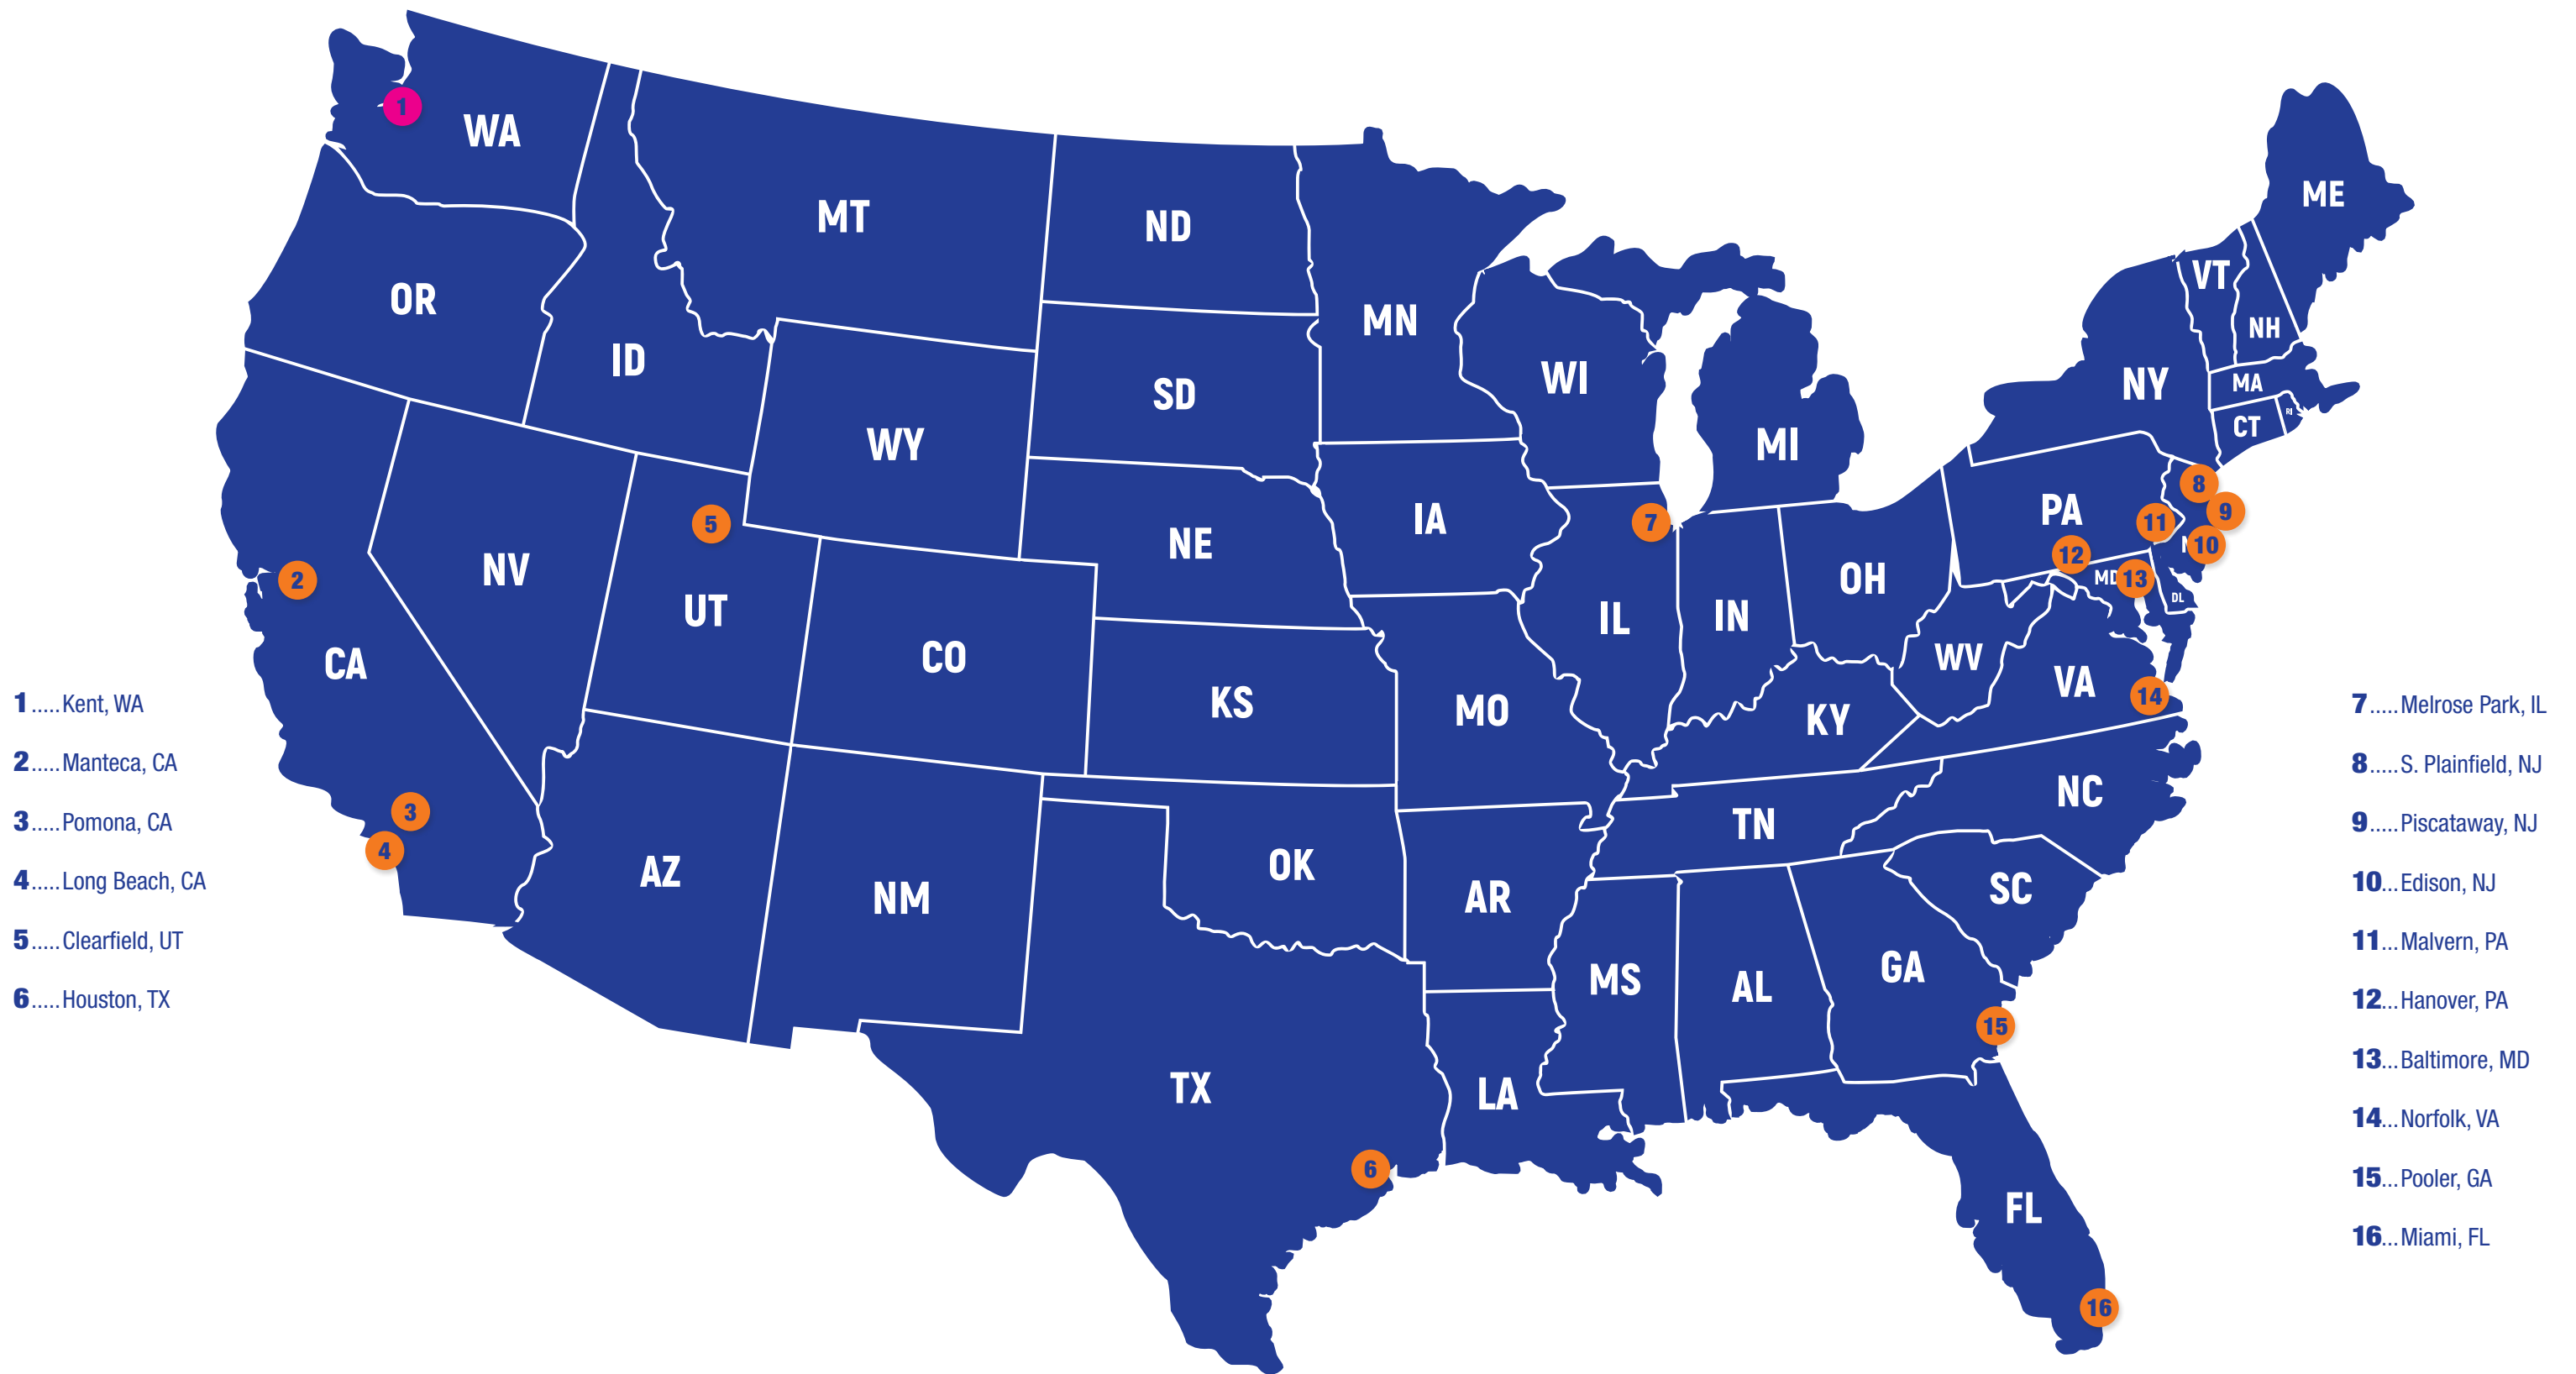 1
WA
MT
ND
ME
OR
MN
VT
NH
ID
SD
WI
NY
MA
RI
CT
WY
MI
8
5
7
IA
PA
11
9
NE
12
10
NV
2
OH
MD
13
DL
UT
IL
IN
CO
WV
CA
VA
14
KS
MO
KY
1.....Kent, WA
2.....Manteca, CA
3.....Pomona, CA
4.....Long Beach, CA
5.....Clearfield, UT
6.....Houston, TX
7.....Melrose Park, IL
8.....S. Plainfield, NJ
9.....Piscataway, NJ
10...Edison, NJ
11...Malvern, PA
12...Hanover, PA
13...Baltimore, MD
14...Norfolk, VA
15...Pooler, GA
16...Miami, FL
NC
3
TN
4
AZ
OK
NM
AR
SC
GA
MS
AL
15
TX
LA
6
FL
16